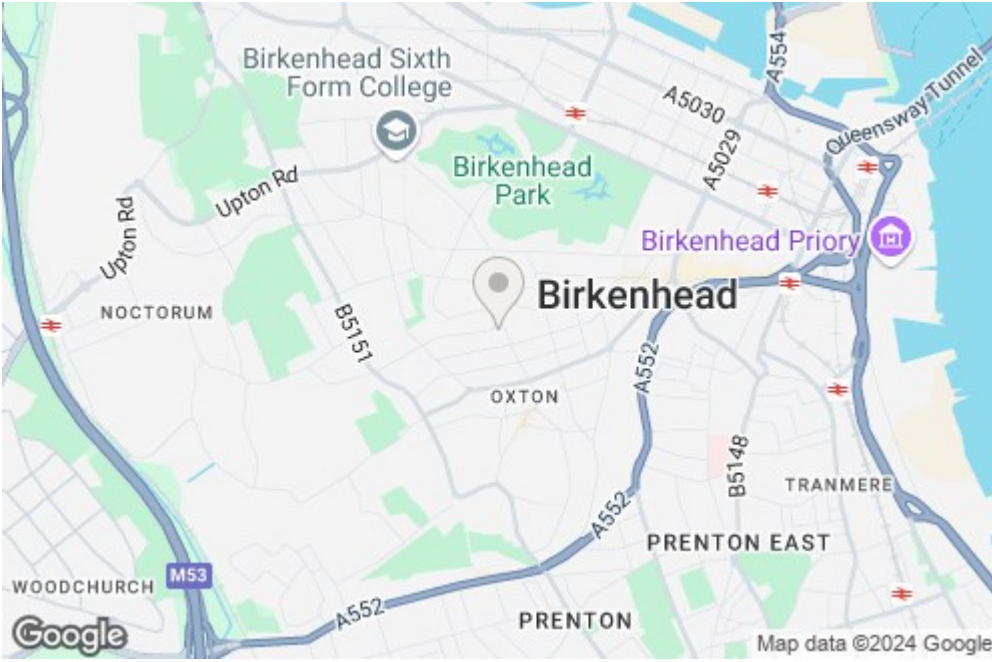 A554
Birkenhead Sixth
Form College
A5030
Queensway Tunnel
A5029
Birkenhead
Park
Upton Rd
Upton Rd
Birkenhead Priory
Birkenhead
NOCTORUM
B5151
A552
OXTON
B5148
TRANMERE
A552
PRENTON EAST
WOODCHURCH
M53
A552
PRENTON
Google
Map data ©2024 Google